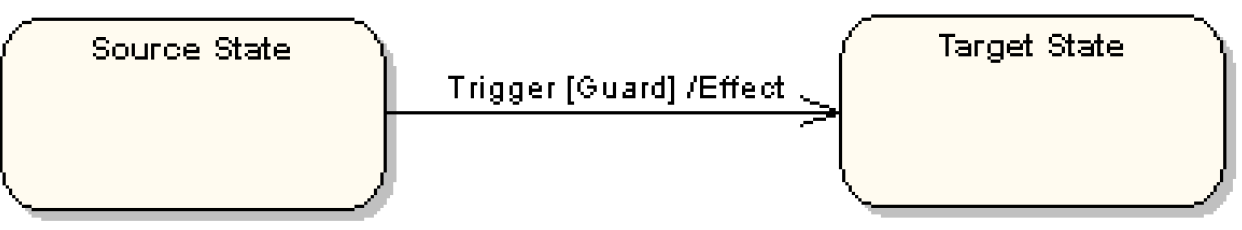 Source State
Trigger [Guard] /Effect
Target State